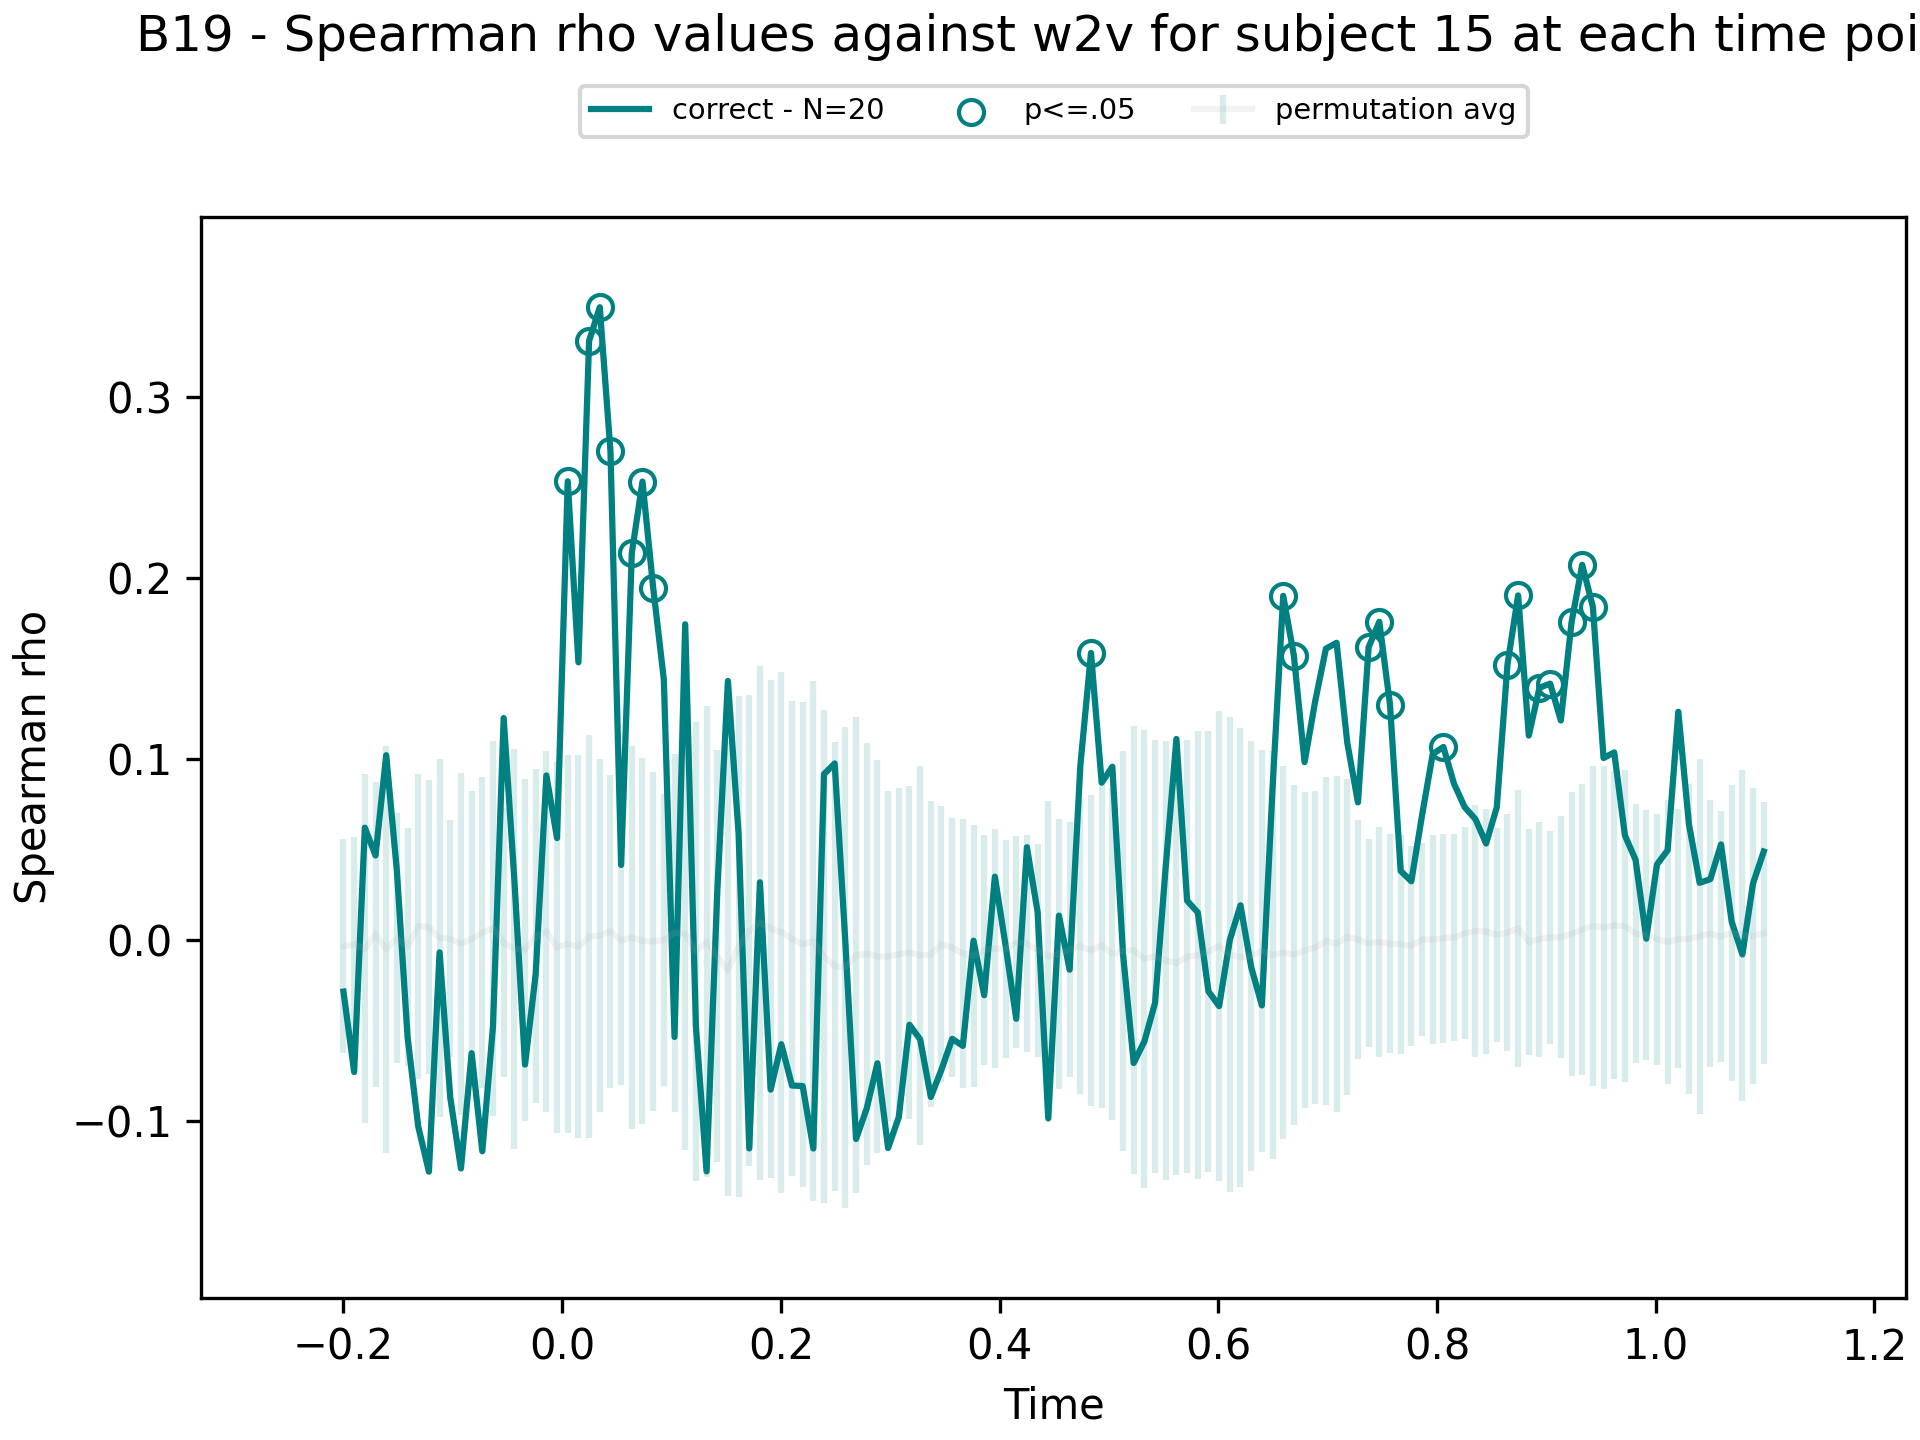 B19 - Spearman rho values against w2v for subject 15 at each time poi
correct - N=20 p<=.05 permutation avg
Spearman rho
0.3
0.2
0.1
0.0
−0.1
−0.2 0.0 0.2 0.4 0.6 0.8 1.0 1.2
Time